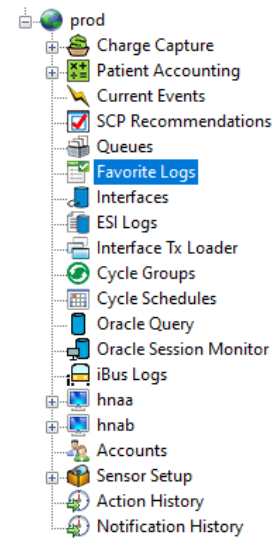 prod
Charge Capture
Patient Accounting
Current Events
SCP Recommendations
Queues
Favorite Logs
Interfaces
ESI Logs
Interface Tx Loader
Cycle Groups
Cycle Schedules
Oracle Query
Oracle Session Monitor
iBus Logs
hnaa
hnab
Accounts
Sensor Setup
Action History
Notification History